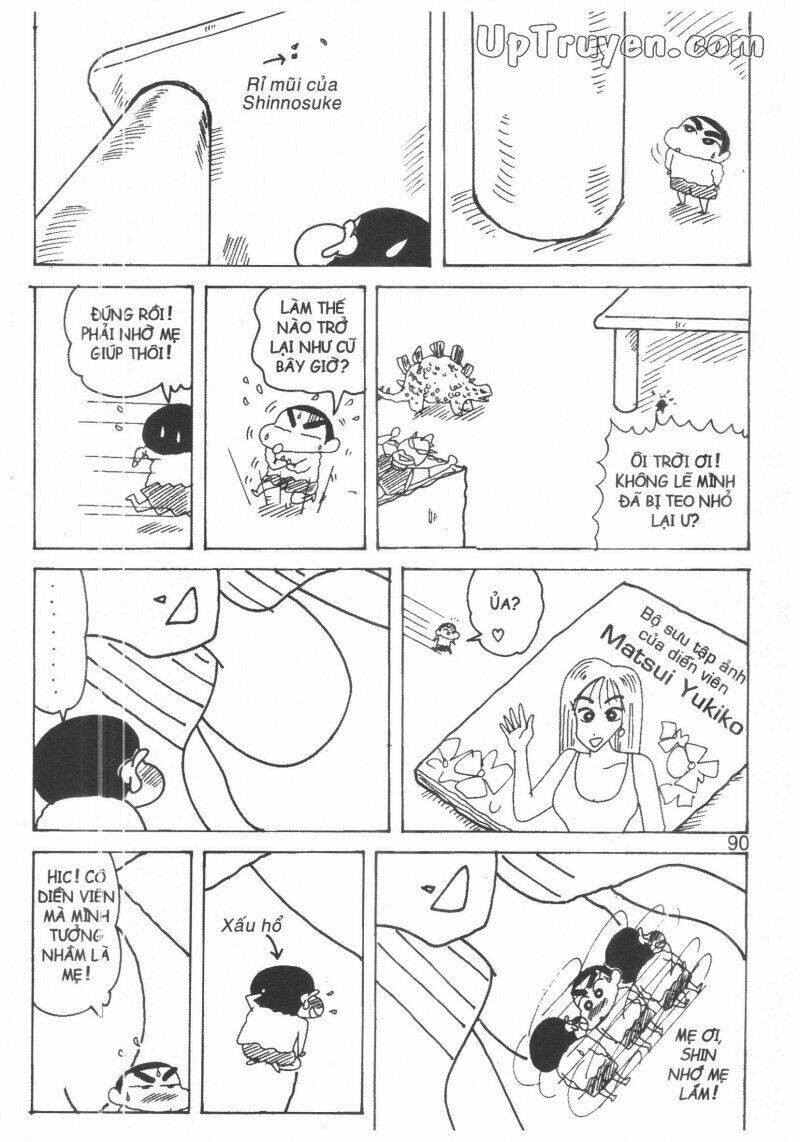 UpTruyen.com
Rỉ mũi của
Shinnosuke
ÔI TRỜI ƠI!
KHÔNG LẼ MÌNH
ĐÃ BỊ TEO NHỎ
LẠI Ư?
LÀM THẾ
NÀO TRỞ
LẠI NHƯ CŨ
BÂY GIỜ?
ĐÚNG RỒI!
PHẢI NHỜ MẸ
GIÚP THÔI!
ỦA?
♡
Bộ sưu tập ảnh
của diễn viên
Matsui Yukiko
........
90
MẸ ƠI,
SHIN
NHỚ MẸ
LẮM!
Xấu hổ
HIC! CÔ
DIỄN VIÊN
MÀ MÌNH
TƯỞNG
NHẦM LÀ
MẸ!